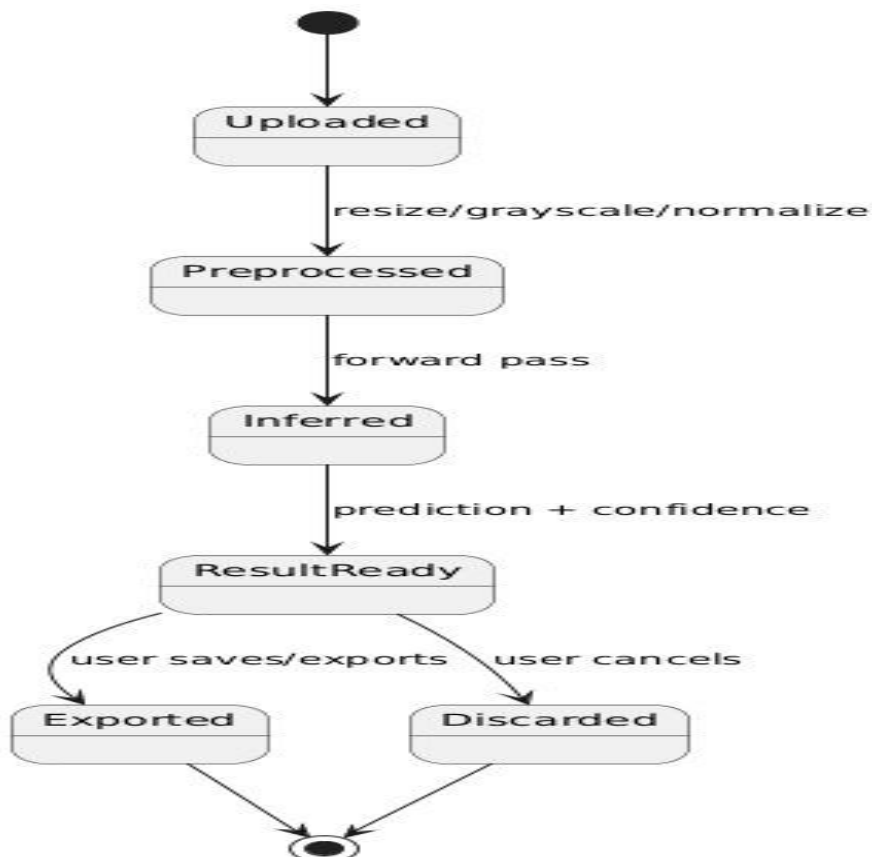 Uploaded
resize/grayscale/normalize
Preprocessed
forward pass
Inferred
prediction + confidence
ResultReady
user saves/exports
user cancels
Exported
Discarded